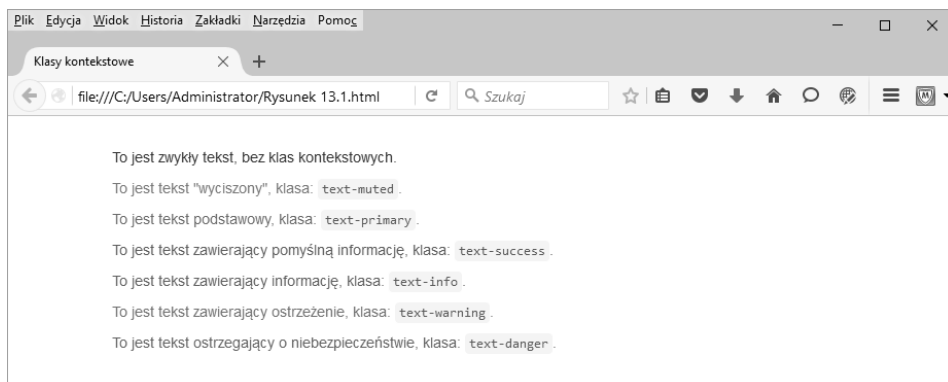 Plik Edycja Widok Historia Zakładki Narzędzia Pomoc
Klasy kontekstowe
file:///C:/Users/Administrator/Rysunek 13.1.html
Szukaj
To jest zwykły tekst, bez klas kontekstowych.
To jest tekst "wyciszony", klasa: text-muted.
To jest tekst podstawowy, klasa: text-primary.
To jest tekst zawierający pomyślną informację, klasa: text-success.
To jest tekst zawierający informację, klasa: text-info.
To jest tekst zawierający ostrzeżenie, klasa: text-warning.
To jest tekst ostrzegający o niebezpieczeństwie, klasa: text-danger.